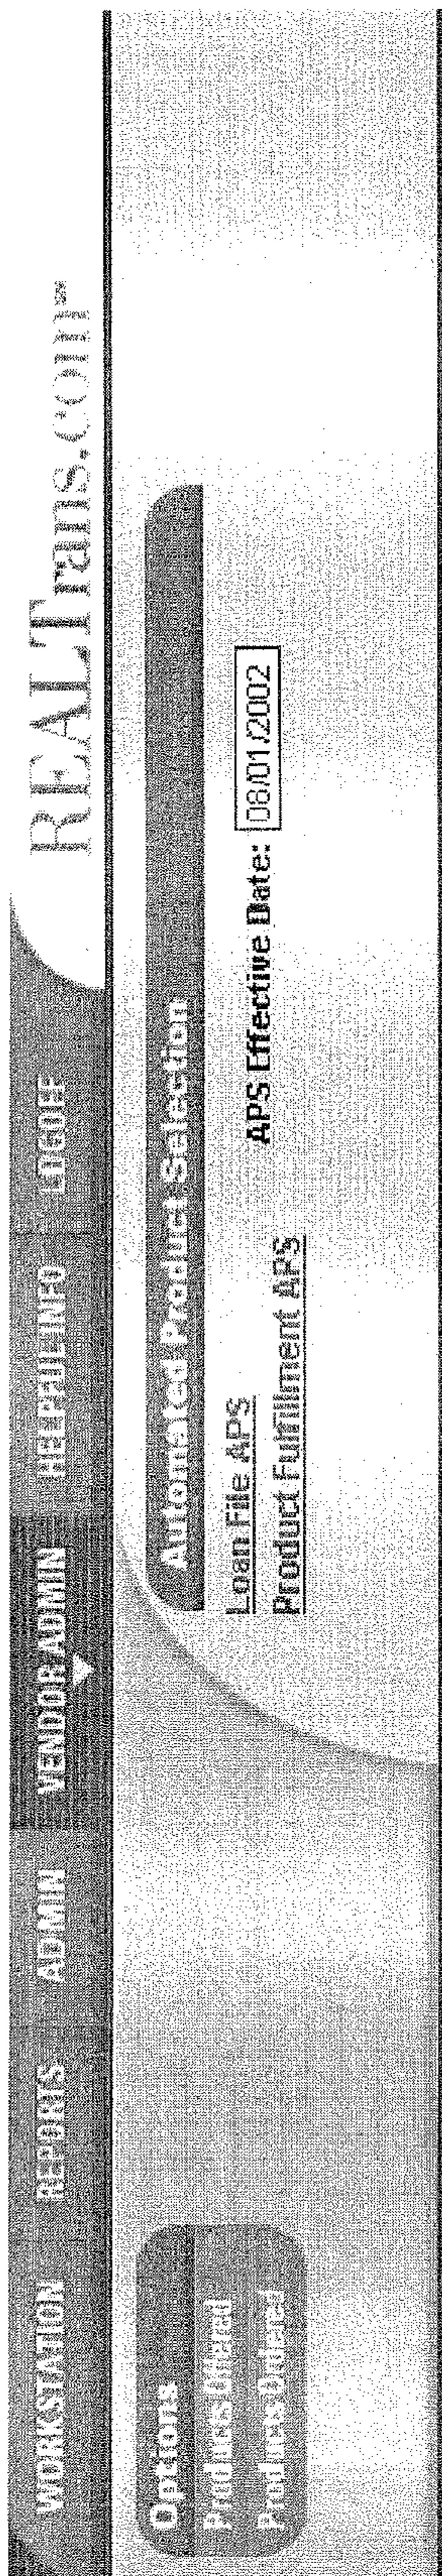 WORKSTATION REPORTS ADMIN VENDOR ADMIN HELPFUL INFO LOGOFF REALTrans.com℠
Options
Products Offered
Products Ordered
Automated Product Selection
Loan File APS
APS Effective Date: 08/01/2002
Product Fulfillment APS